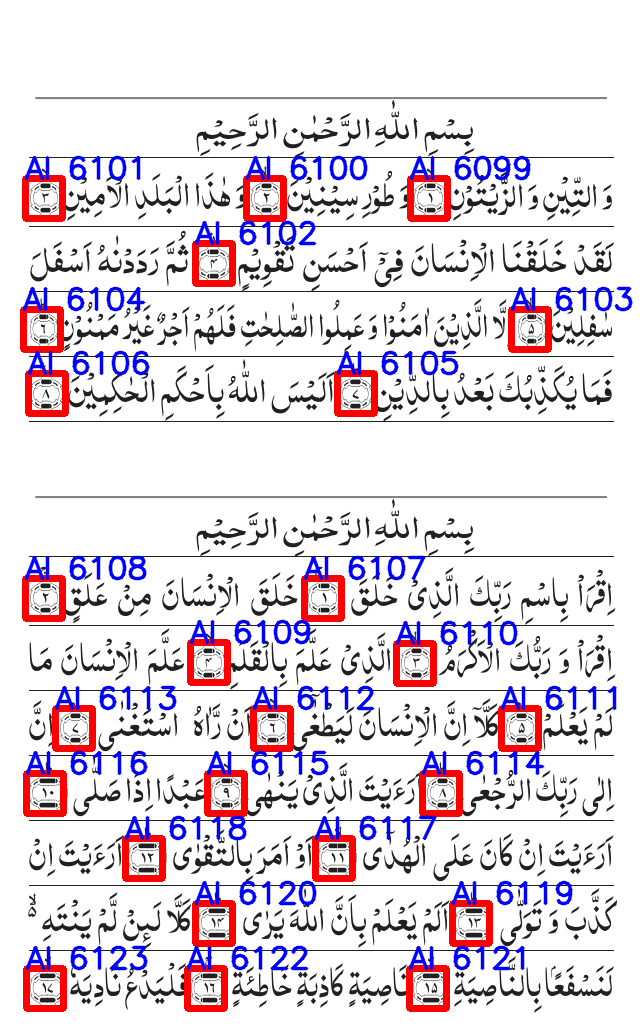 بِسْمِ اللّٰهِ الرَّحْمٰنِ الرَّحِيْمِ
AI 6101 AI 6100 AI 6099
وَ التِّيْنِ وَ الزَّيْتُوْنِ ۱ وَ طُوْرِ سِيْنِيْنَ ۲ وَ هٰذَا الْبَلَدِ الْاَمِيْنِ ۳
AI 6102
لَقَدْ خَلَقْنَا الْاِنْسَانَ فِيْۤ اَحْسَنِ تَقْوِيْمٍ ۴ ثُمَّ رَدَدْنٰهُ اَسْفَلَ
AI 6104 AI 6103
سٰفِلِيْنَ ۵ اِلَّا الَّذِيْنَ اٰمَنُوْا وَ عَمِلُوا الصّٰلِحٰتِ فَلَهُمْ اَجْرٌ غَيْرُ مَمْنُوْنٍ ۶
AI 6106 AI 6105
فَمَا يُكَذِّبُكَ بَعْدُ بِالدِّيْنِ ۷ اَلَيْسَ اللّٰهُ بِاَحْكَمِ الْحٰكِمِيْنَ ۸
بِسْمِ اللّٰهِ الرَّحْمٰنِ الرَّحِيْمِ
AI 6108 AI 6107
اِقْرَاْ بِاسْمِ رَبِّكَ الَّذِيْ خَلَقَ ۱ خَلَقَ الْاِنْسَانَ مِنْ عَلَقٍ ۲
AI 6109 AI 6110
اِقْرَاْ وَ رَبُّكَ الْاَكْرَمُ ۳ الَّذِيْ عَلَّمَ بِالْقَلَمِ ۴ عَلَّمَ الْاِنْسَانَ مَا
AI 6113 AI 6112 AI 6111
لَمْ يَعْلَمْ ۵ كَلَّاۤ اِنَّ الْاِنْسَانَ لَيَطْغٰۤى ۶ اَنْ رَّاٰهُ اسْتَغْنٰى ۷ اِنَّ
AI 6116 AI 6115 AI 6114
اِلٰى رَبِّكَ الرُّجْعٰى ۸ اَرَءَيْتَ الَّذِيْ يَنْهٰى ۹ عَبْدًا اِذَا صَلّٰى ۱۰
AI 6118 AI 6117
اَرَءَيْتَ اِنْ كَانَ عَلَى الْهُدٰۤى ۱۱ اَوْ اَمَرَ بِالتَّقْوٰى ۱۲ اَرَءَيْتَ اِنْ
AI 6120 AI 6119
كَذَّبَ وَ تَوَلّٰى ۱۳ اَلَمْ يَعْلَمْ بِاَنَّ اللّٰهَ يَرٰى ۱۴ كَلَّا لَىِٕنْ لَّمْ يَنْتَهِ ۙ۬
AI 6123 AI 6122 AI 6121
لَنَسْفَعًۢا بِالنَّاصِيَةِ ۱۵ نَاصِيَةٍ كَاذِبَةٍ خَاطِئَةٍ ۱۶ فَلْيَدْعُ نَادِيَهٗ ۱۷